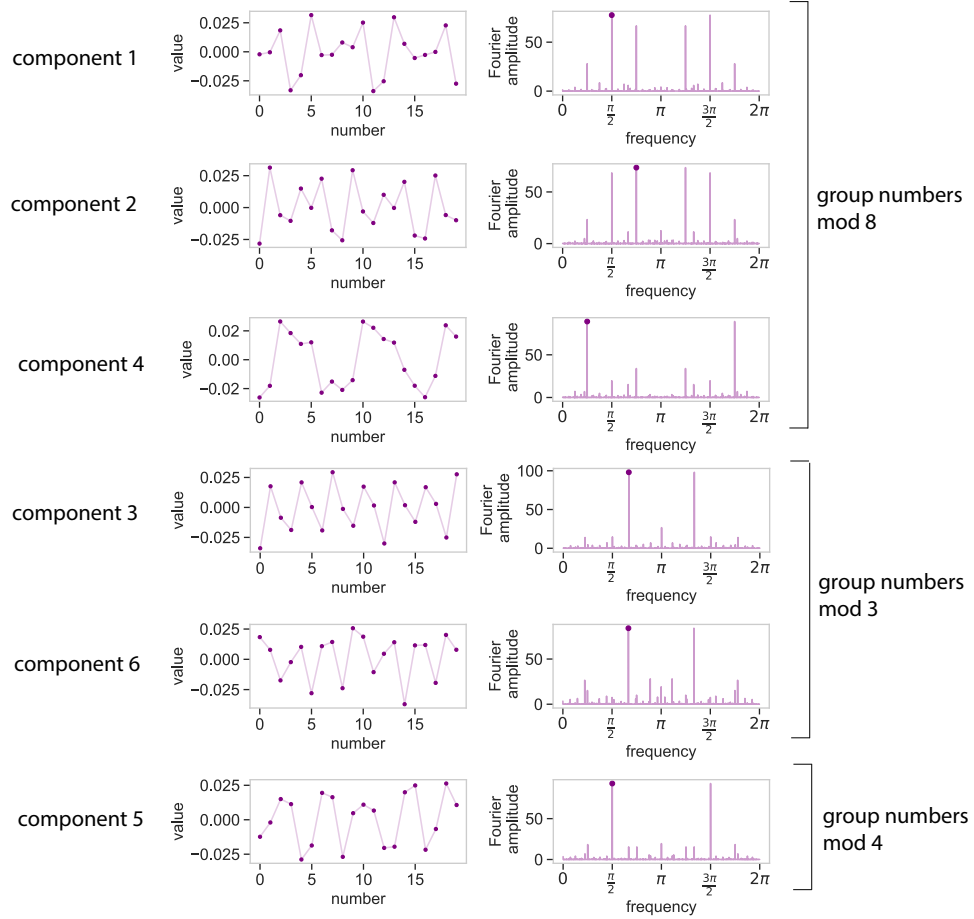 component 1
value
0.025
0.000
−0.025
0
5
10
15
number
Fourier
amplitude
50
0
0
π/2
π
3π/2
2π
frequency
component 2
value
0.025
0.000
−0.025
0
5
10
15
number
Fourier
amplitude
50
0
0
π/2
π
3π/2
2π
frequency
component 4
value
0.02
0.00
−0.02
0
5
10
15
number
Fourier
amplitude
50
0
0
π/2
π
3π/2
2π
frequency
group numbers
mod 8
component 3
value
0.025
0.000
−0.025
0
5
10
15
number
Fourier
amplitude
100
50
0
0
π/2
π
3π/2
2π
frequency
component 6
value
0.025
0.000
−0.025
0
5
10
15
number
Fourier
amplitude
50
0
0
π/2
π
3π/2
2π
frequency
group numbers
mod 3
component 5
value
0.025
0.000
−0.025
0
5
10
15
number
Fourier
amplitude
50
0
0
π/2
π
3π/2
2π
frequency
group numbers
mod 4